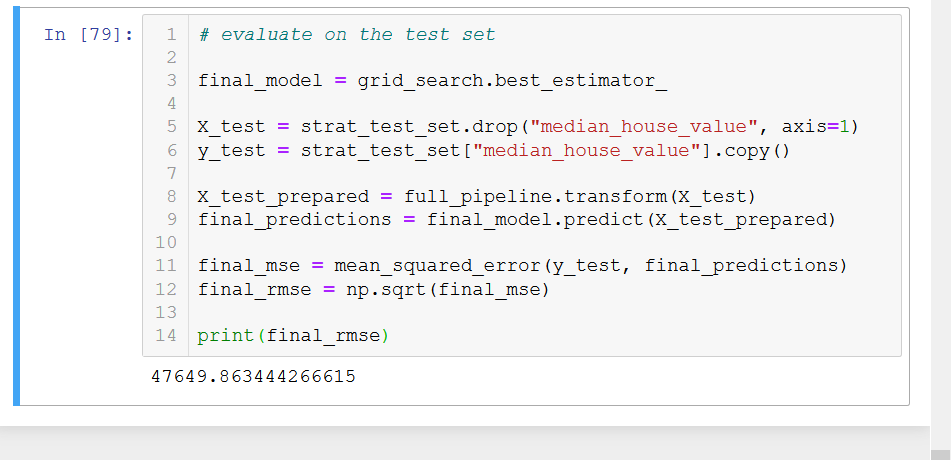 In [79]:
1 # evaluate on the test set
2
3 final_model = grid_search.best_estimator_
4
5 X_test = strat_test_set.drop("median_house_value", axis=1)
6 y_test = strat_test_set["median_house_value"].copy()
7
8 X_test_prepared = full_pipeline.transform(X_test)
9 final_predictions = final_model.predict(X_test_prepared)
10
11 final_mse = mean_squared_error(y_test, final_predictions)
12 final_rmse = np.sqrt(final_mse)
13
14 print(final_rmse)
47649.863444266615